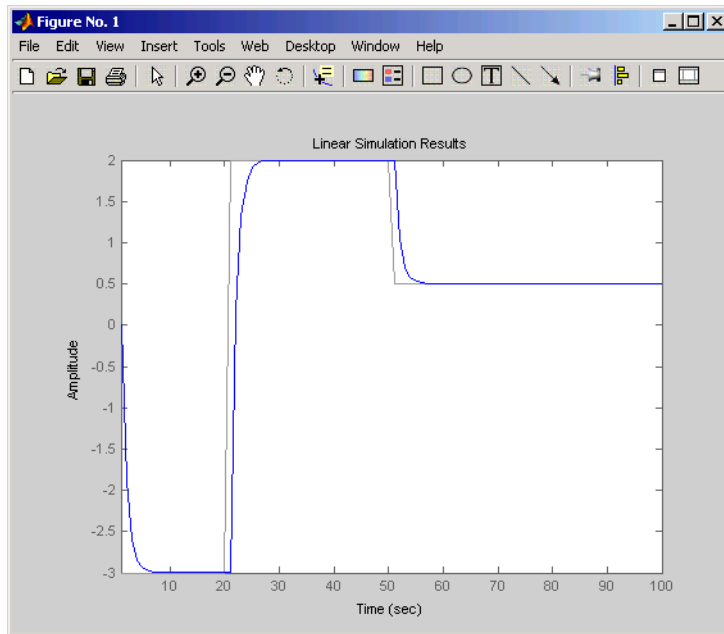 Figure No. 1
File Edit View Insert Tools Web Desktop Window Help
T
Linear Simulation Results
Amplitude
2
1.5
1
0.5
0
-0.5
-1
-1.5
-2
-2.5
-3
10 20 30 40 50 60 70 80 90 100
Time (sec)